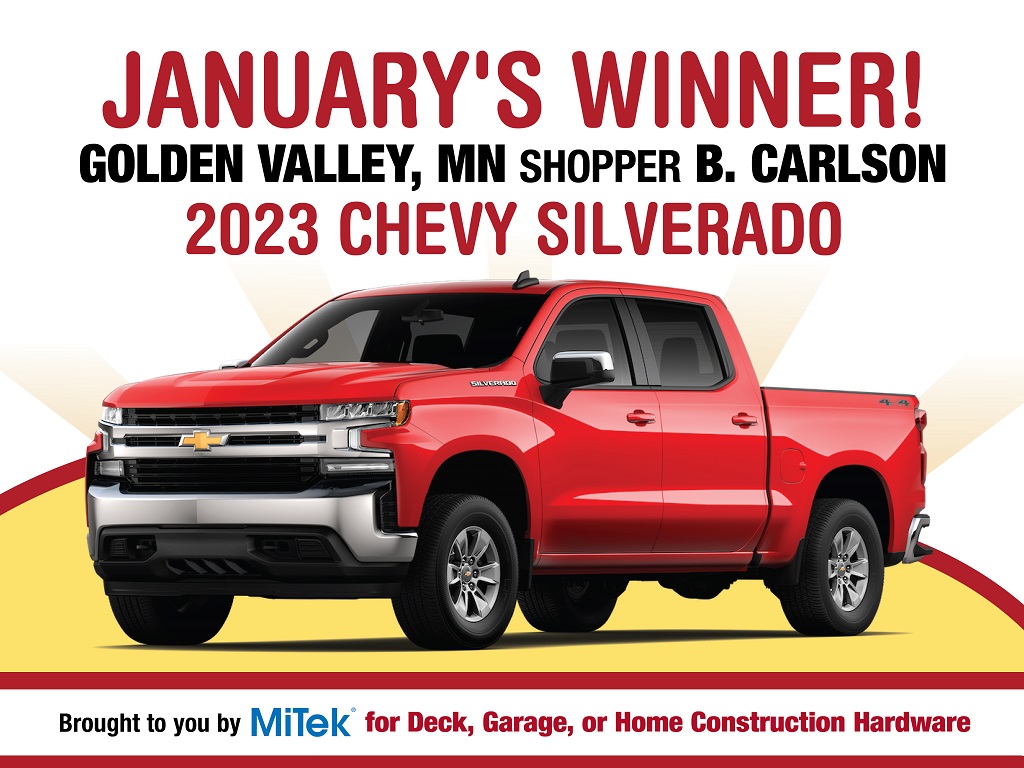 JANUARY'S WINNER!
GOLDEN VALLEY, MN SHOPPER B. CARLSON
2023 CHEVY SILVERADO
SILVERADO
4x4
Brought to you by MiTek® for Deck, Garage, or Home Construction Hardware